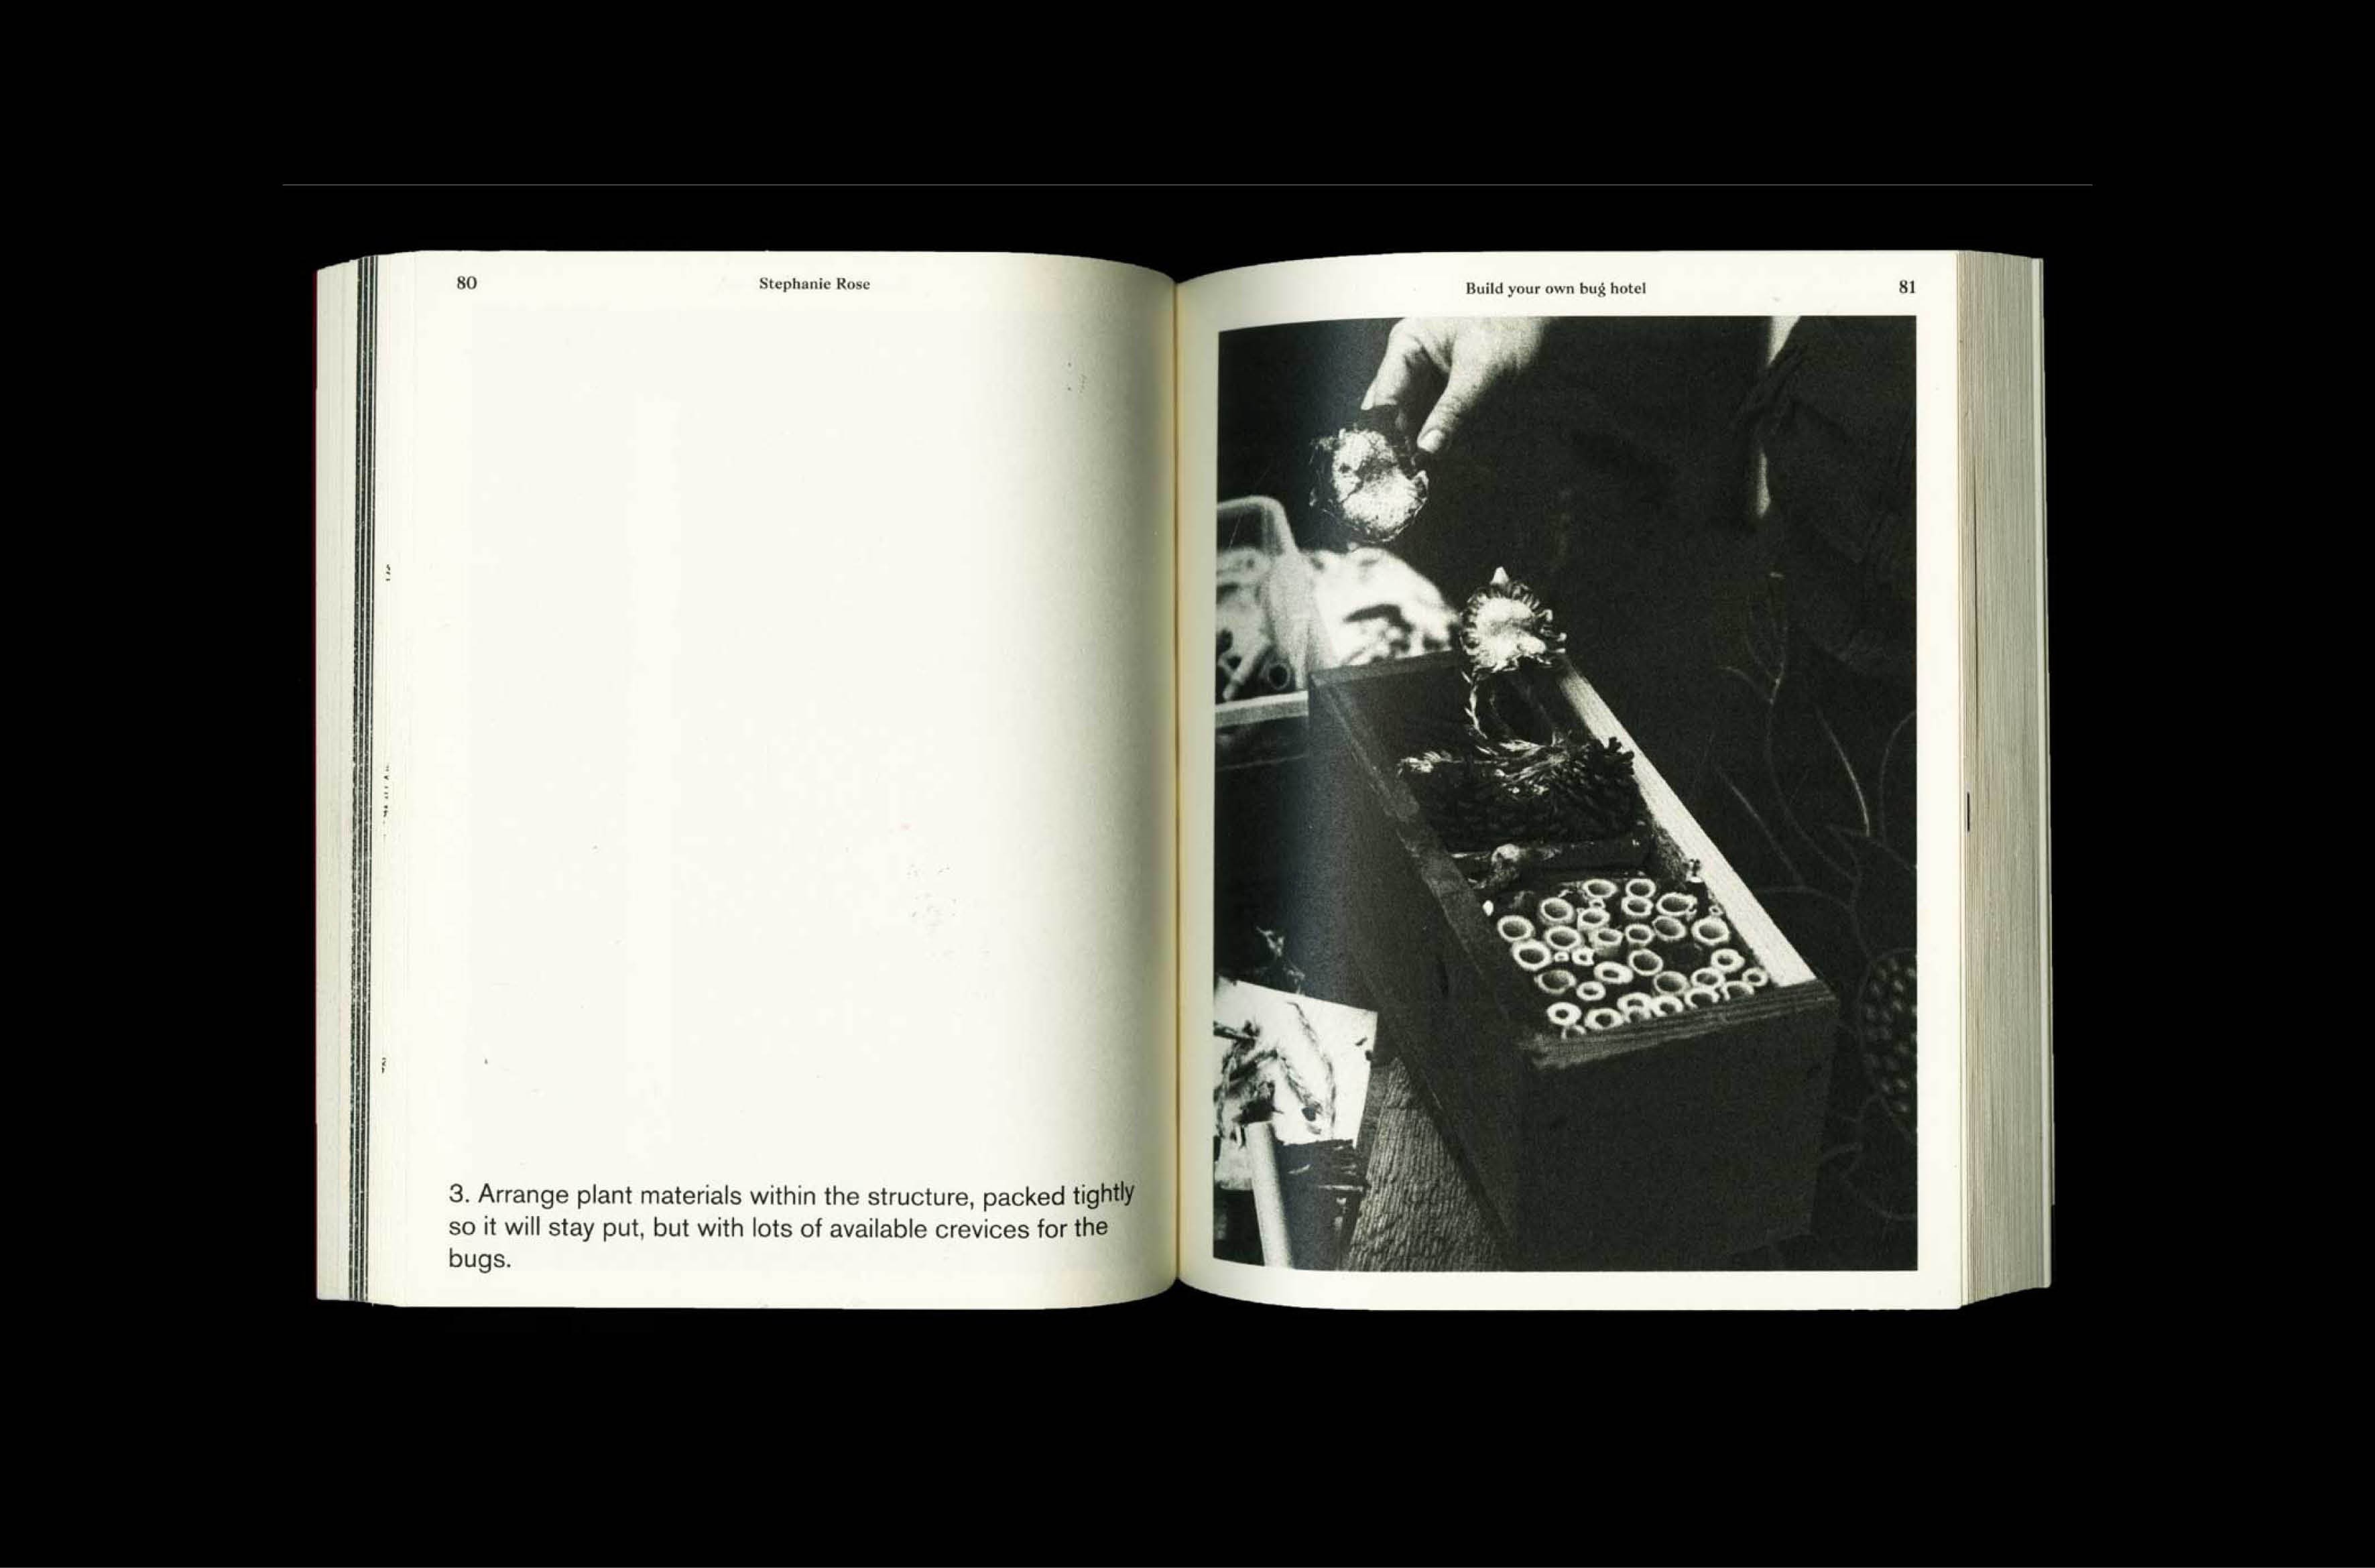 80
Stephanie Rose
Build your own bug hotel
81
3. Arrange plant materials within the structure, packed tightly
so it will stay put, but with lots of available crevices for the
bugs.